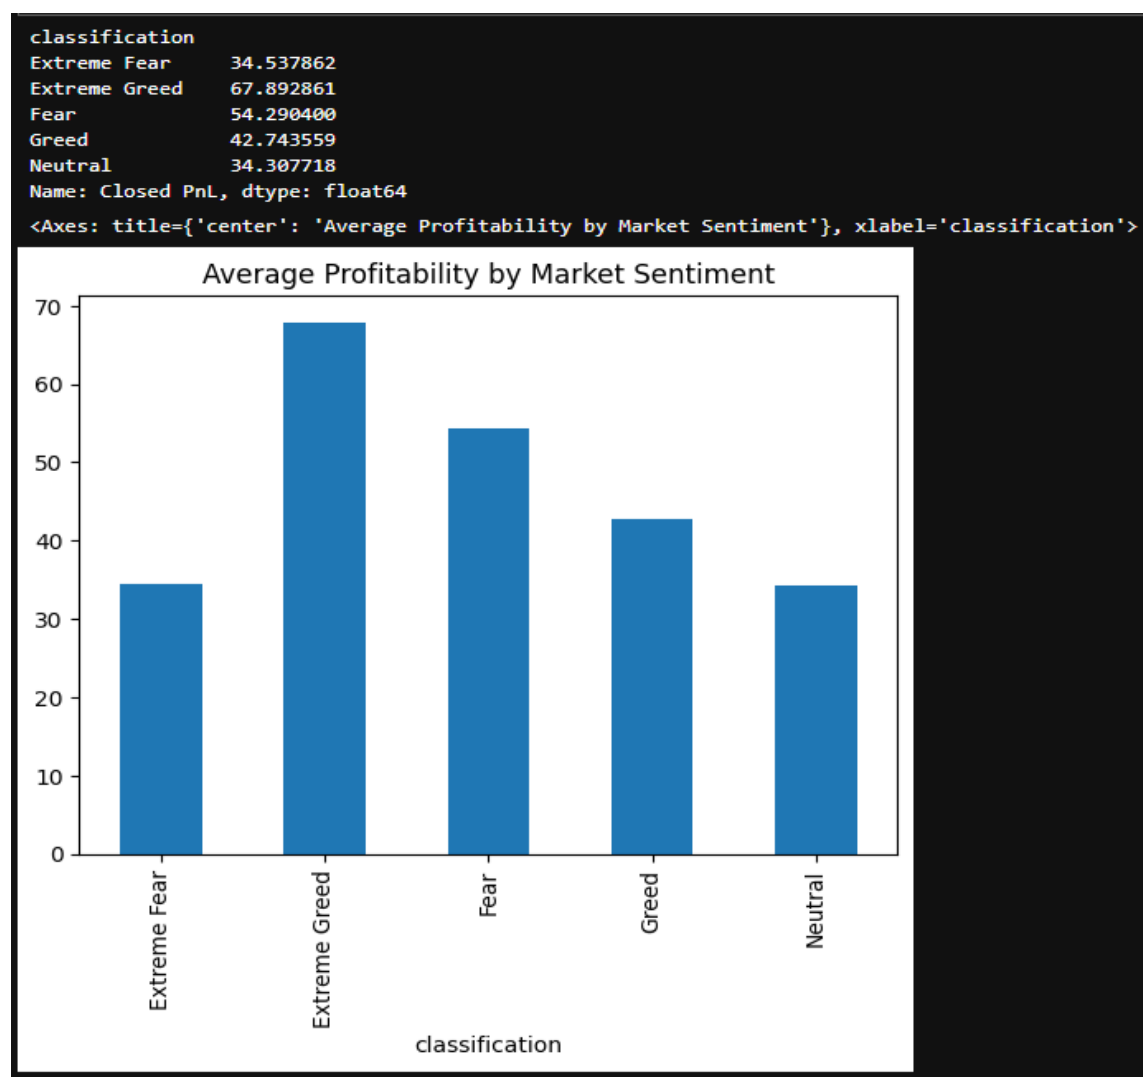 classification
Extreme Fear 34.537862
Extreme Greed 67.892861
Fear 54.290400
Greed 42.743559
Neutral 34.307718
Name: Closed PnL, dtype: float64
<Axes: title={'center': 'Average Profitability by Market Sentiment'}, xlabel='classification'>
Average Profitability by Market Sentiment
70
60
50
40
30
20
10
0
Extreme Fear
Extreme Greed
Fear
Greed
Neutral
classification